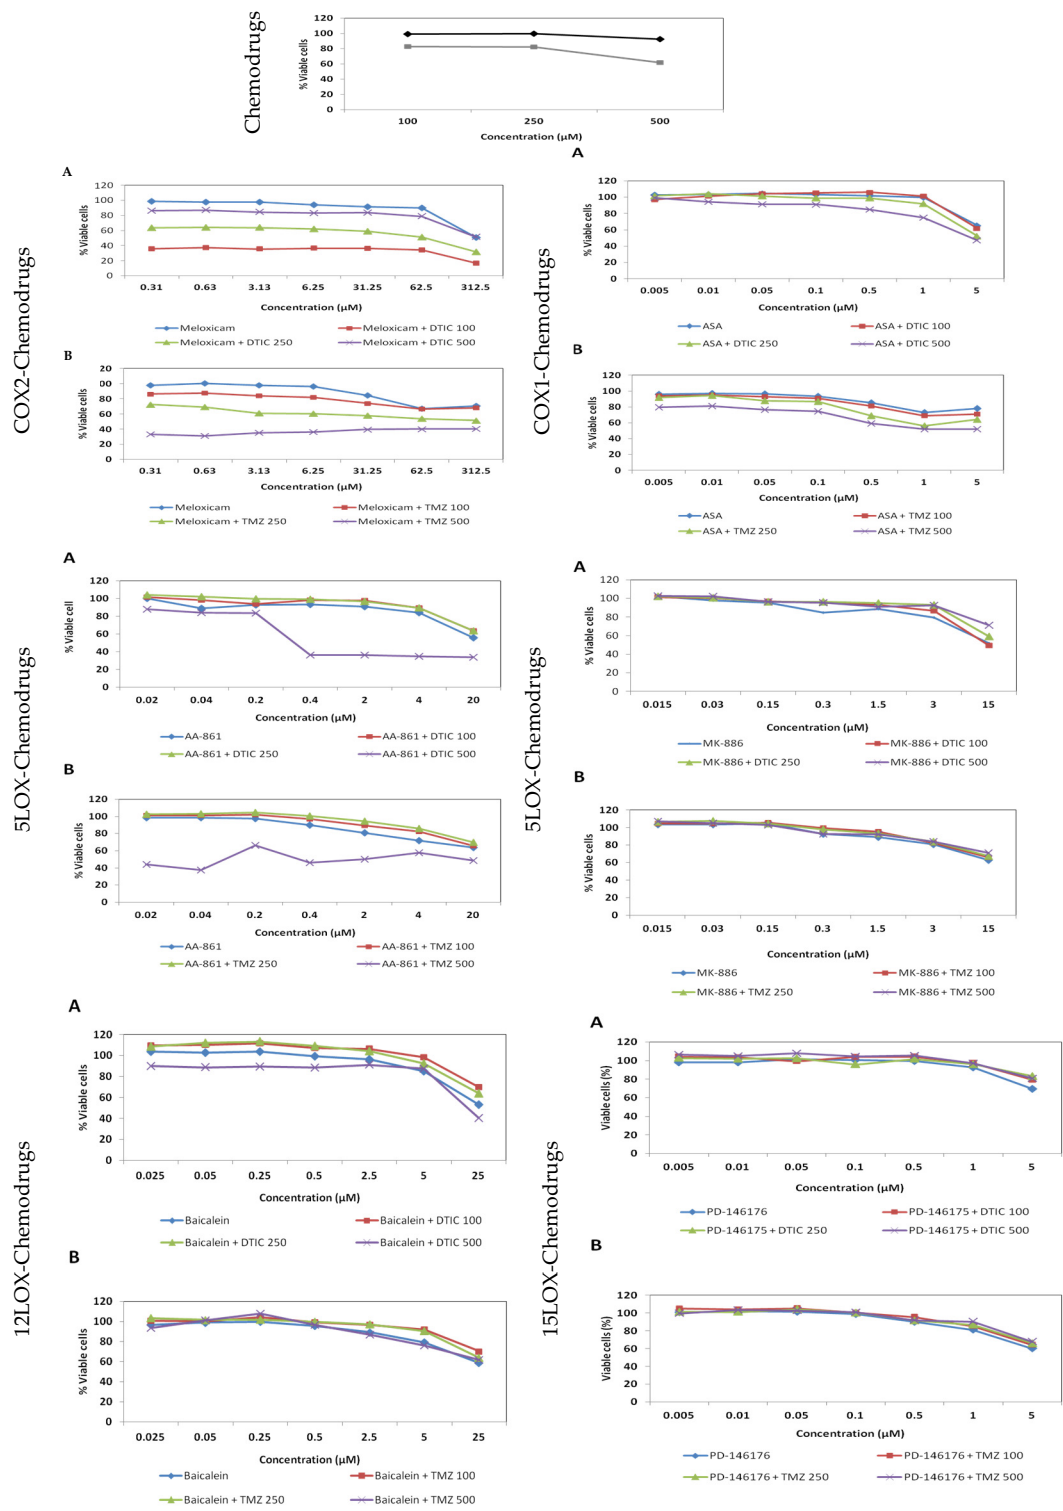 Chemodrugs
% Viable cells
120
100
80
60
40
20
0
100 250 500
Concentration (µM)
COX2-Chemodrugs
A
% Viable cells
120
100
80
60
40
20
0
0.31 0.63 3.13 6.25 31.25 62.5 312.5
Concentration (µM)
Meloxicam Meloxicam + DTIC 100
Meloxicam + DTIC 250 Meloxicam + DTIC 500
B
% Viable cells
20
00
80
60
40
20
0
0.31 0.63 3.13 6.25 31.25 62.5 312.5
Concentration (µM)
Meloxicam Meloxicam + TMZ 100
Meloxicam + TMZ 250 Meloxicam + TMZ 500
COX1-Chemodrugs
A
% Viable cells
120
100
80
60
40
20
0
0.005 0.01 0.05 0.1 0.5 1 5
Concentration (µM)
ASA ASA + DTIC 100
ASA + DTIC 250 ASA + DTIC 500
B
% Viable cells
120
100
80
60
40
20
0
0.005 0.01 0.05 0.1 0.5 1 5
Concentration (µM)
ASA ASA + TMZ 100
ASA + TMZ 250 ASA + TMZ 500
5LOX-Chemodrugs
A
% Viable cell
120
100
80
60
40
20
0
0.02 0.04 0.2 0.4 2 4 20
Concentration (µM)
AA-861 AA-861 + DTIC 100
AA-861 + DTIC 250 AA-861 + DTIC 500
B
% Viable cells
120
100
80
60
40
20
0
0.02 0.04 0.2 0.4 2 4 20
Concentration (µM)
AA-861 AA-861 + TMZ 100
AA-861 + TMZ 250 AA-861 + TMZ 500
5LOX-Chemodrugs
A
% Viable cells
120
100
80
60
40
20
0
0.015 0.03 0.15 0.3 1.5 3 15
Concentration (µM)
MK-886 MK-886 + DTIC 100
MK-886 + DTIC 250 MK-886 + DTIC 500
B
% Viable cells
120
100
80
60
40
20
0
0.015 0.03 0.15 0.3 1.5 3 15
Concentration (µM)
MK-886 MK-886 + TMZ 100
MK-886 + TMZ 250 MK-886 + TMZ 500
12LOX-Chemodrugs
A
% Viable cells
120
100
80
60
40
20
0
0.025 0.05 0.25 0.5 2.5 5 25
Concentration (µM)
Baicalein Baicalein + DTIC 100
Baicalein + DTIC 250 Baicalein + DTIC 500
B
% Viable cells
120
100
80
60
40
20
0
0.025 0.05 0.25 0.5 2.5 5 25
Concentration (µM)
Baicalein Baicalein + TMZ 100
Baicalein + TMZ 250 Baicalein + TMZ 500
15LOX-Chemodrugs
A
Viable cells (%)
120
100
80
60
40
20
0
0.005 0.01 0.05 0.1 0.5 1 5
Concentration (µM)
PD-146176 PD-146175 + DTIC 100
PD-146175 + DTIC 250 PD-146175 + DTIC 500
B
Viable cells (%)
120
100
80
60
40
20
0
0.005 0.01 0.05 0.1 0.5 1 5
Concentration (µM)
PD-146176 PD-146176 + TMZ 100
PD-146176 + TMZ 250 PD-146176 + TMZ 500